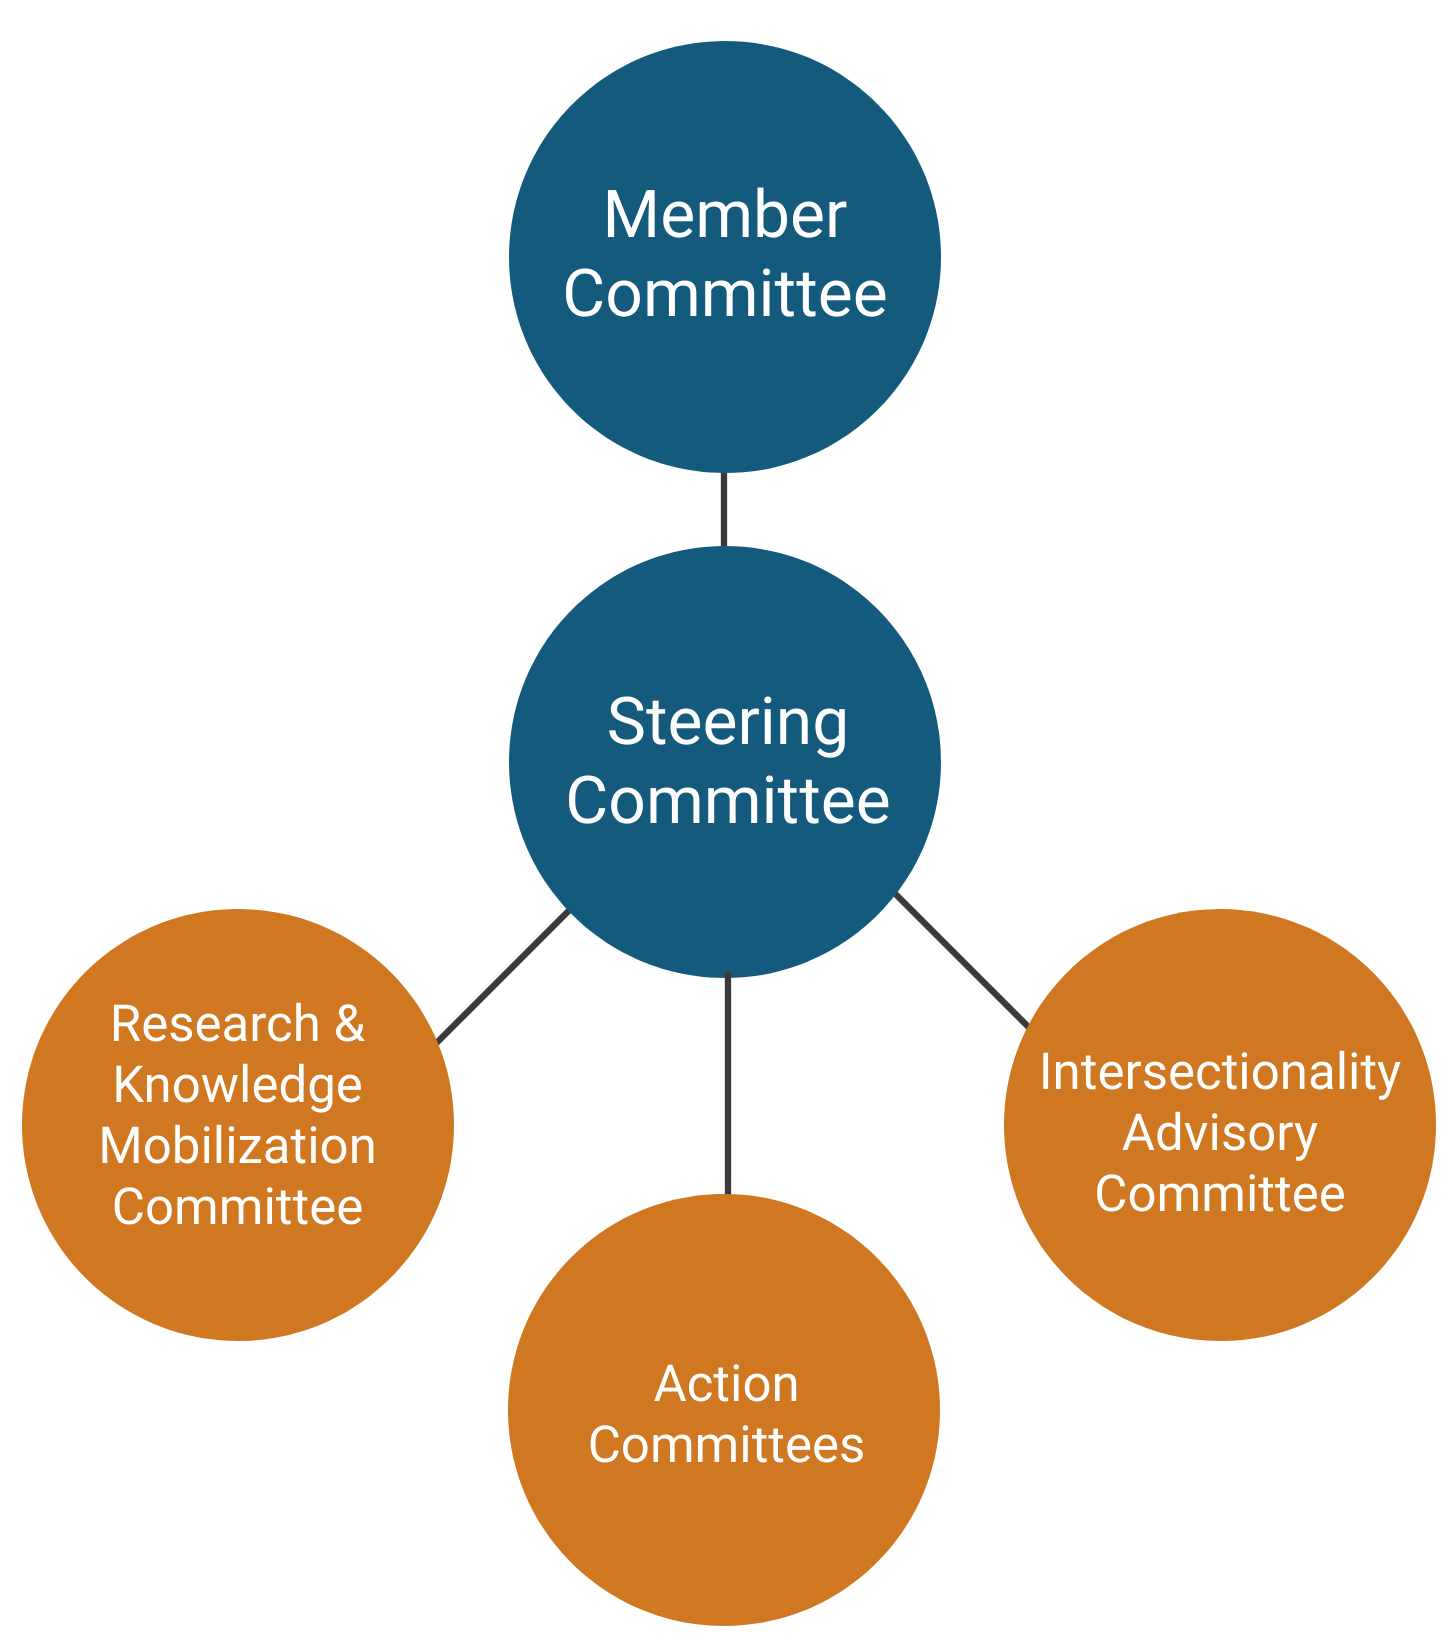 Member
Committee
Steering
Committee
Research &
Knowledge
Mobilization
Committee
Intersectionality
Advisory
Committee
Action
Committees